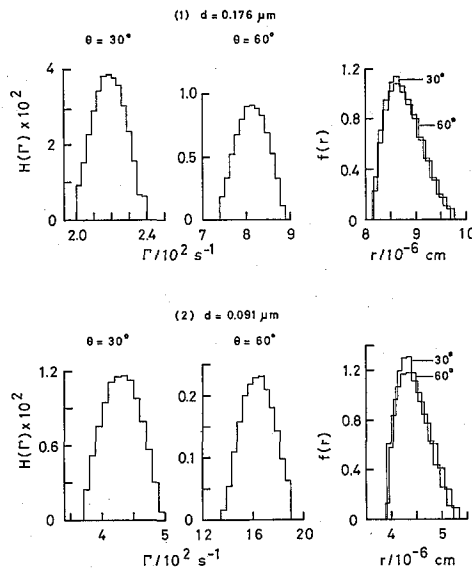 (1) d = 0.176 µm
θ = 30°
θ = 60°
H(Γ) × 10²
4
2
0
2.0
2.4
1.0
0.5
0
7
8
9
Γ/10² s⁻¹
f(r)
1.2
0.8
0.4
0
30°
60°
8
9
10
r/10⁻⁶ cm
(2) d = 0.091 µm
θ = 30°
θ = 60°
H(Γ) × 10²
1.2
0.6
0
4
5
0.2
0.1
0
12
16
20
Γ/10² s⁻¹
f(r)
1.2
0.8
0.4
0
30°
60°
4
5
r/10⁻⁶ cm